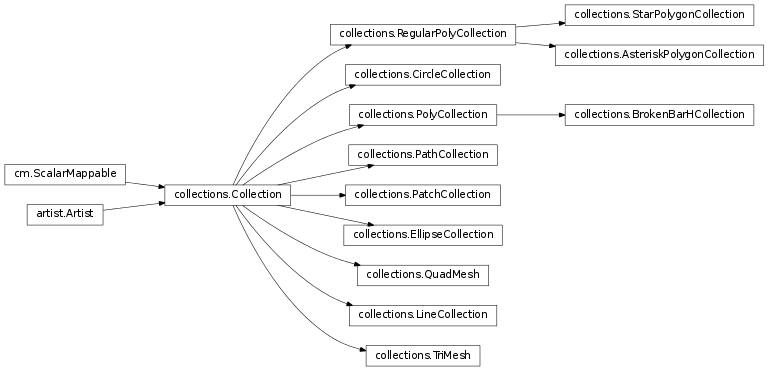 collections.StarPolygonCollection
collections.RegularPolyCollection
collections.AsteriskPolygonCollection
collections.CircleCollection
collections.PolyCollection
collections.BrokenBarHCollection
collections.PathCollection
cm.ScalarMappable
collections.Collection
collections.PatchCollection
artist.Artist
collections.EllipseCollection
collections.QuadMesh
collections.LineCollection
collections.TriMesh